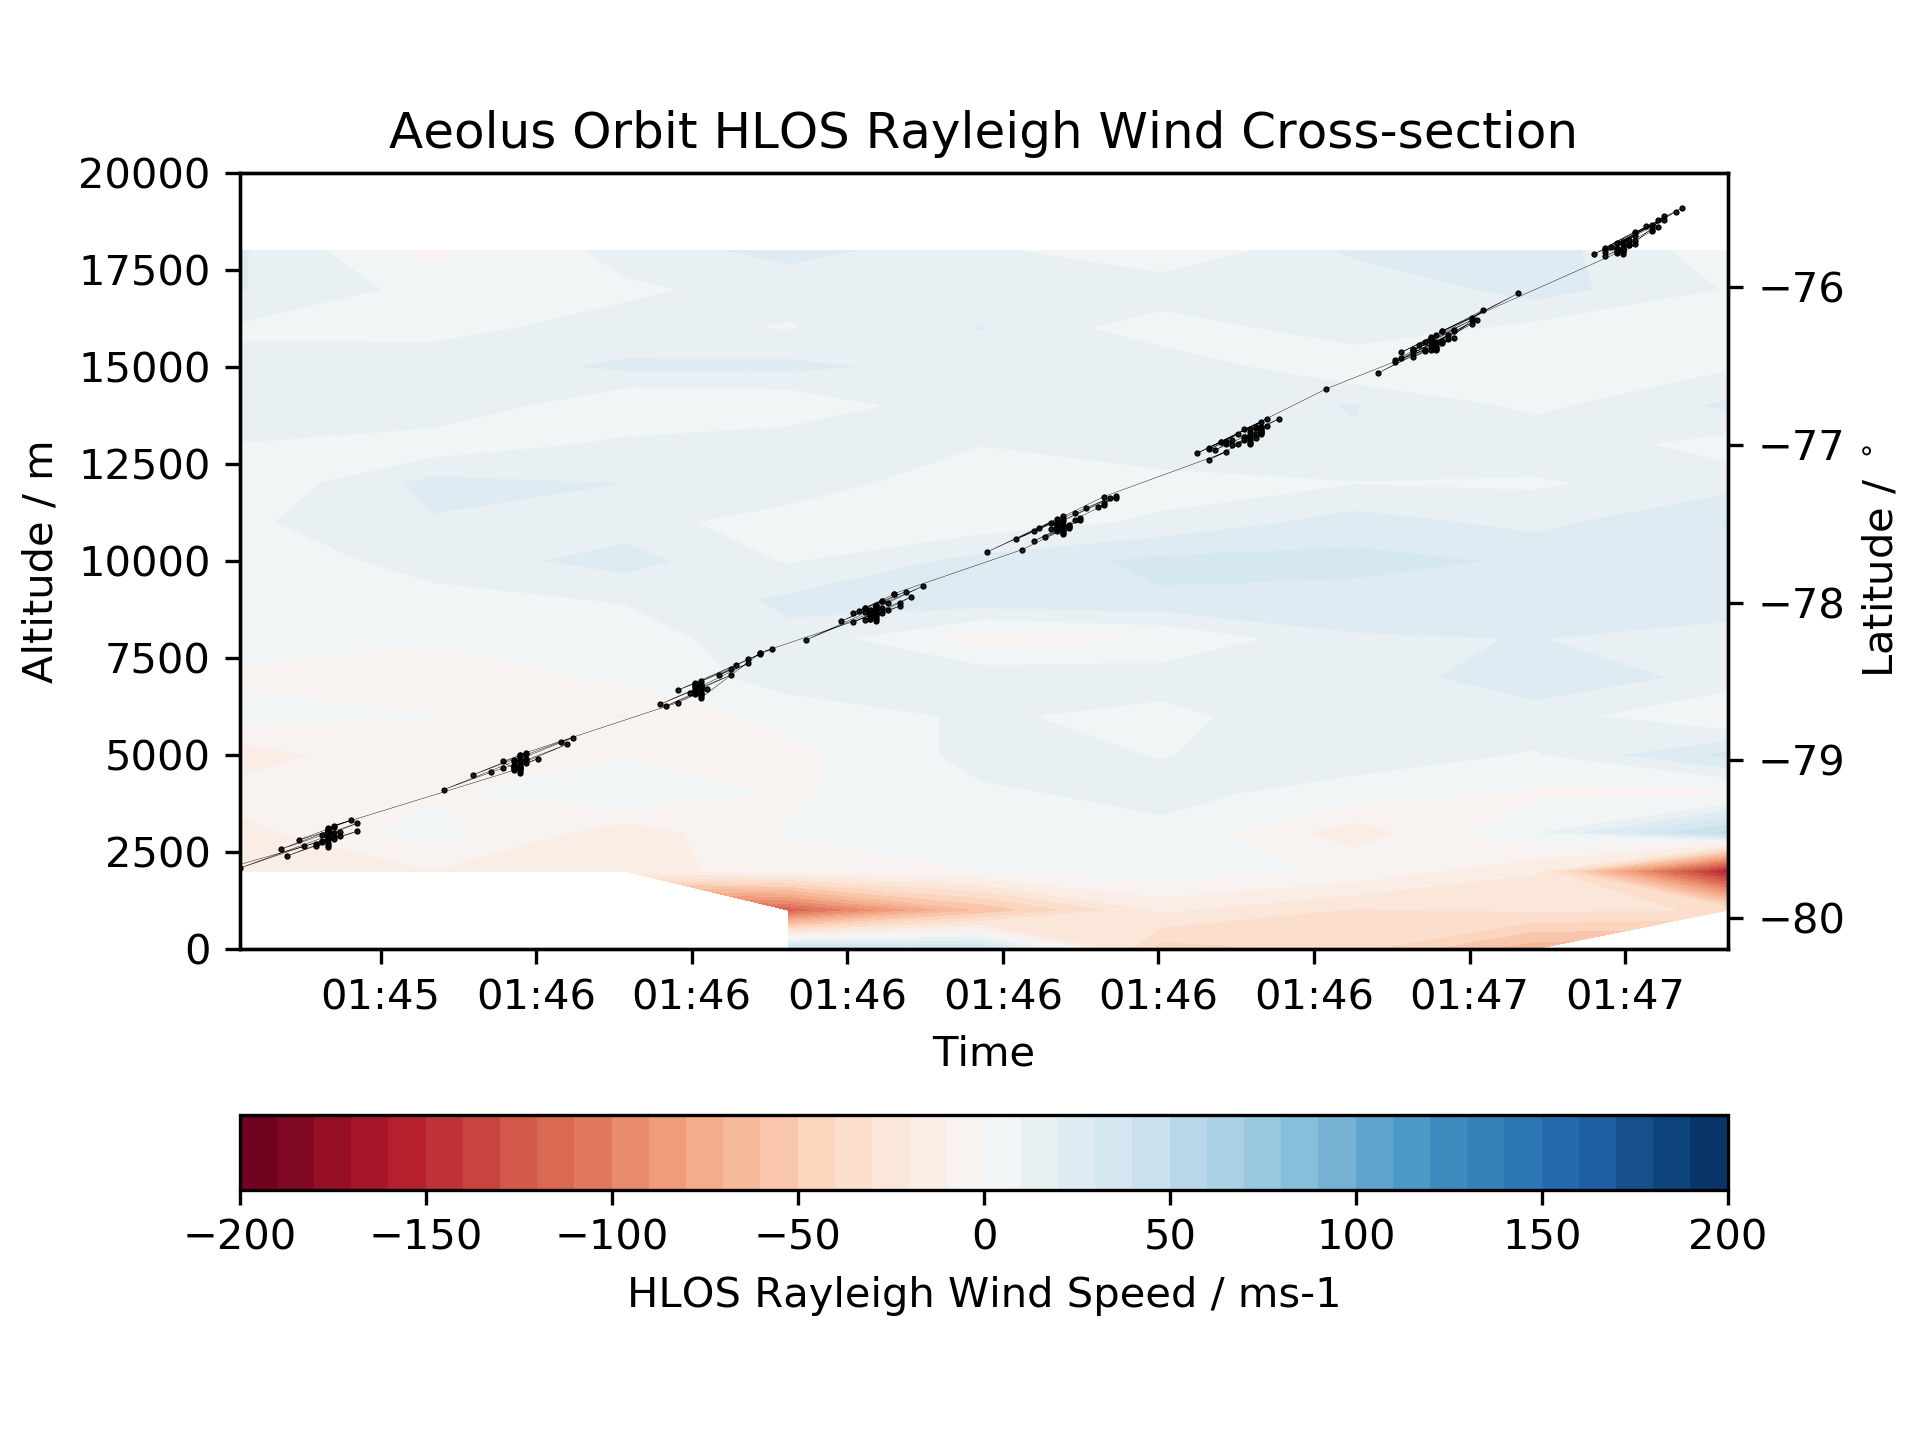 Aeolus Orbit HLOS Rayleigh Wind Cross-section
20000
17500
15000
12500
10000
7500
5000
2500
0
Altitude / m
−76
−77
−78
−79
−80
Latitude / °
01:45 01:46 01:46 01:46 01:46 01:46 01:46 01:47 01:47
Time
−200 −150 −100 −50 0 50 100 150 200
HLOS Rayleigh Wind Speed / ms-1